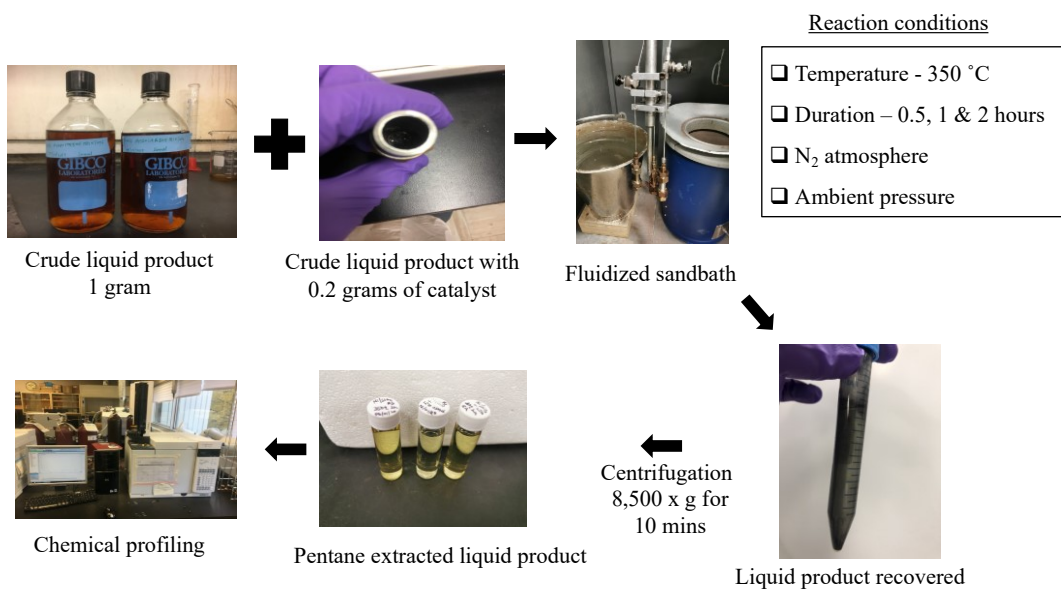 Reaction conditions
❑ Temperature - 350 ˚C
❑ Duration – 0.5, 1 & 2 hours
❑ N₂ atmosphere
❑ Ambient pressure
GIBCO
LABORATORIES
GIBCO
LABORATORIES
Crude liquid product
1 gram
Crude liquid product with
0.2 grams of catalyst
Fluidized sandbath
Chemical profiling
Pentane extracted liquid product
Centrifugation
8,500 x g for
10 mins
Liquid product recovered